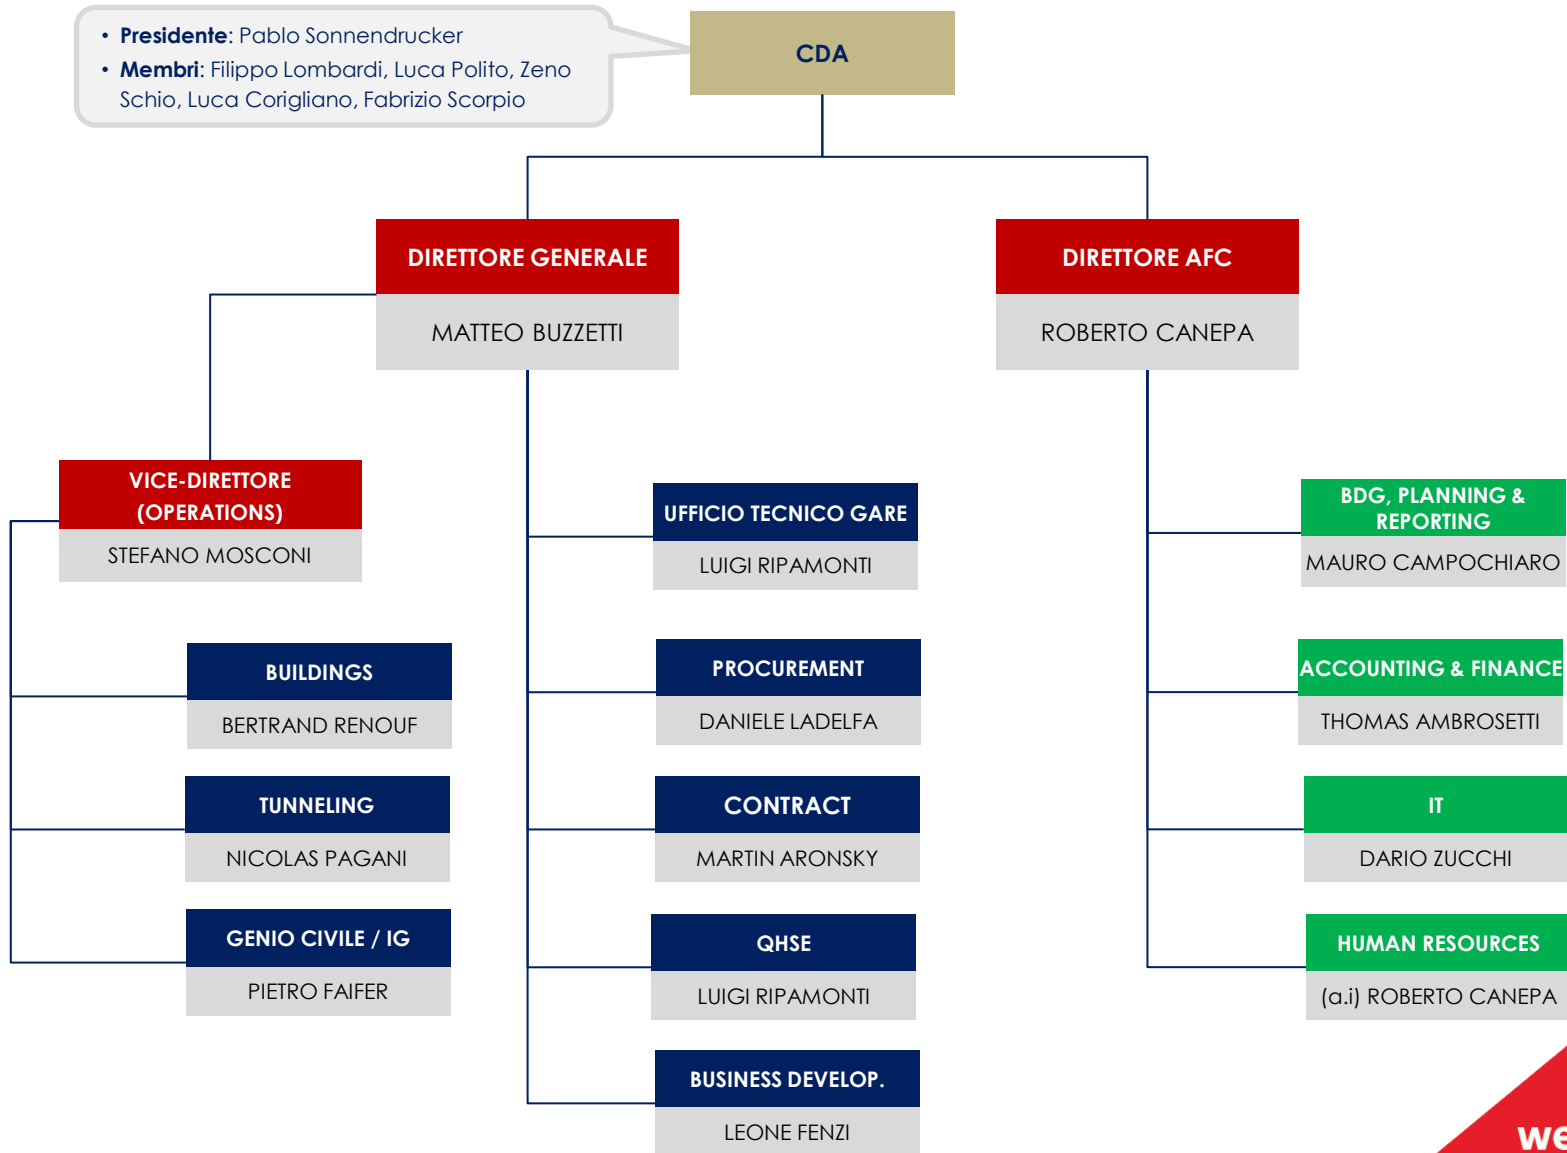 • Presidente: Pablo Sonnendrucker
• Membri: Filippo Lombardi, Luca Polito, Zeno
Schio, Luca Corigliano, Fabrizio Scorpio
CDA
DIRETTORE GENERALE
MATTEO BUZZETTI
DIRETTORE AFC
ROBERTO CANEPA
VICE-DIRETTORE
(OPERATIONS)
STEFANO MOSCONI
BUILDINGS
BERTRAND RENOUF
TUNNELING
NICOLAS PAGANI
GENIO CIVILE / IG
PIETRO FAIFER
UFFICIO TECNICO GARE
LUIGI RIPAMONTI
PROCUREMENT
DANIELE LADELFA
CONTRACT
MARTIN ARONSKY
QHSE
LUIGI RIPAMONTI
BUSINESS DEVELOP.
LEONE FENZI
BDG, PLANNING &
REPORTING
MAURO CAMPOCHIARO
ACCOUNTING & FINANCE
THOMAS AMBROSETTI
IT
DARIO ZUCCHI
HUMAN RESOURCES
(a.i) ROBERTO CANEPA
we